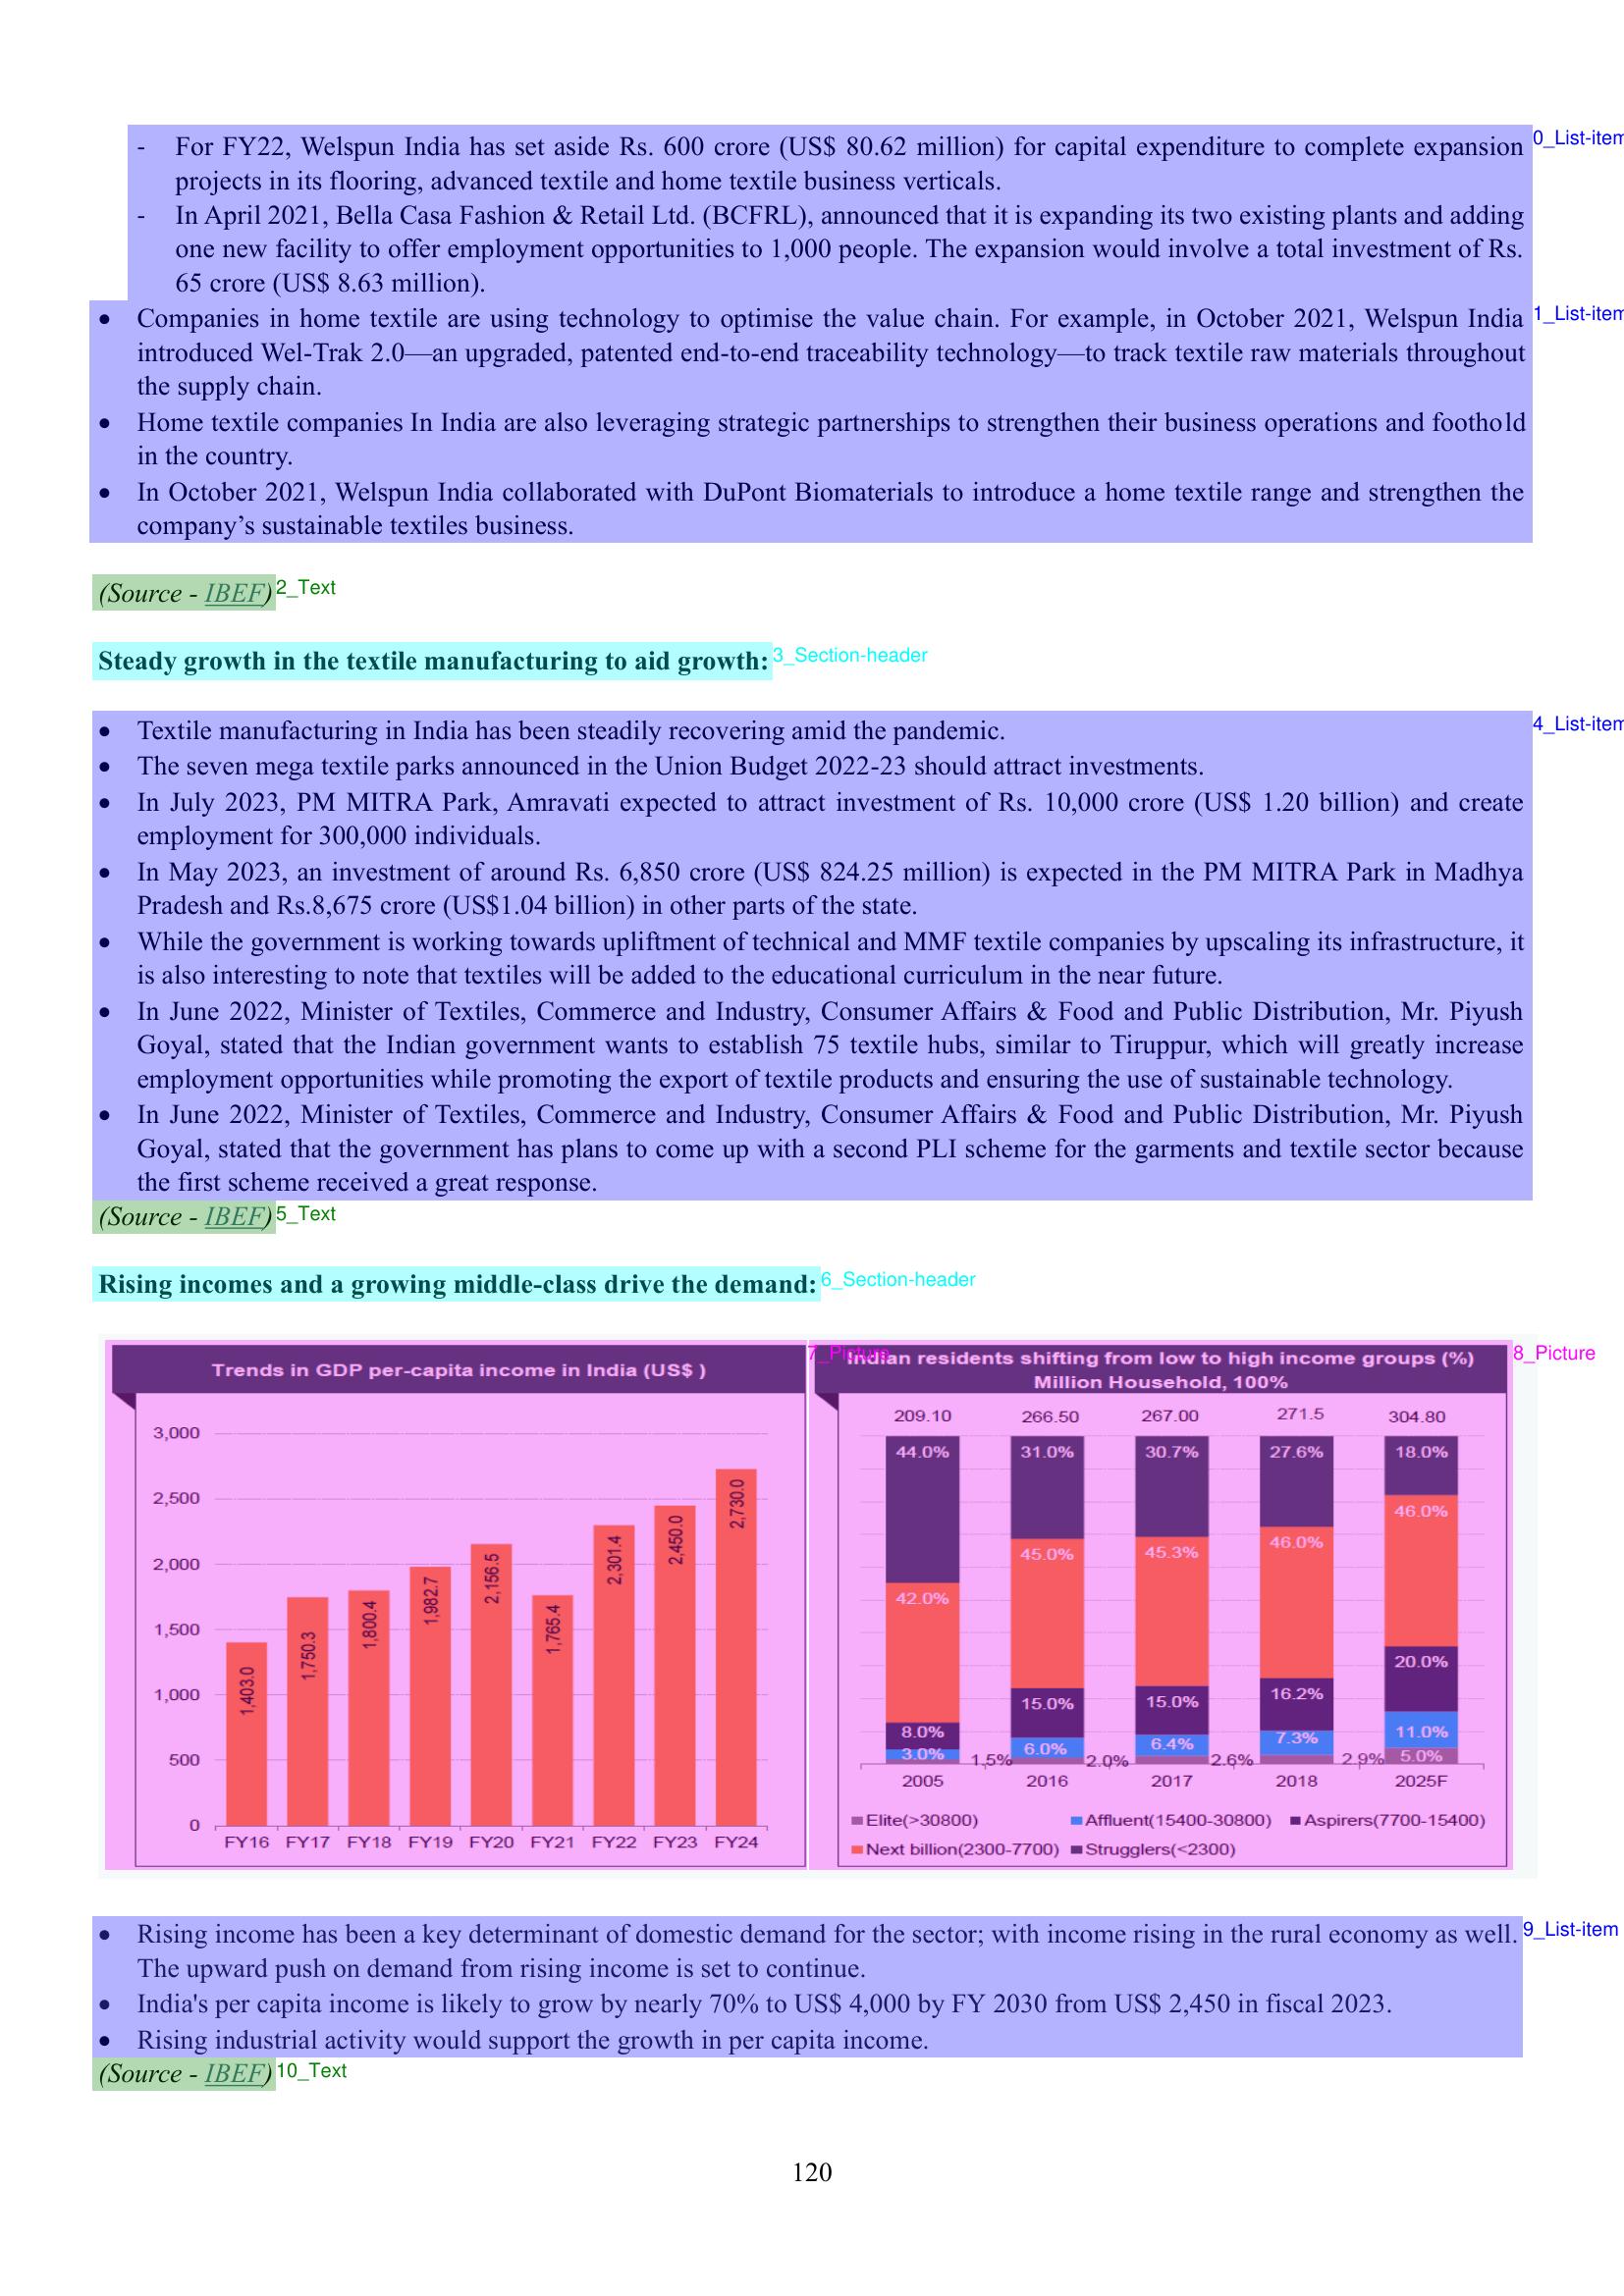 - For FY22, Welspun India has set aside Rs. 600 crore (US$ 80.62 million) for capital expenditure to complete expansion
projects in its flooring, advanced textile and home textile business verticals.
0_List-item
- In April 2021, Bella Casa Fashion & Retail Ltd. (BCFRL), announced that it is expanding its two existing plants and adding
one new facility to offer employment opportunities to 1,000 people. The expansion would involve a total investment of Rs.
65 crore (US$ 8.63 million).
• Companies in home textile are using technology to optimise the value chain. For example, in October 2021, Welspun India
1_List-item
introduced Wel-Trak 2.0—an upgraded, patented end-to-end traceability technology—to track textile raw materials throughout
the supply chain.
• Home textile companies In India are also leveraging strategic partnerships to strengthen their business operations and foothold
in the country.
• In October 2021, Welspun India collaborated with DuPont Biomaterials to introduce a home textile range and strengthen the
company's sustainable textiles business.
(Source - IBEF) 2_Text
Steady growth in the textile manufacturing to aid growth: 3_Section-header
• Textile manufacturing in India has been steadily recovering amid the pandemic.
4_List-item
• The seven mega textile parks announced in the Union Budget 2022-23 should attract investments.
• In July 2023, PM MITRA Park, Amravati expected to attract investment of Rs. 10,000 crore (US$ 1.20 billion) and create
employment for 300,000 individuals.
• In May 2023, an investment of around Rs. 6,850 crore (US$ 824.25 million) is expected in the PM MITRA Park in Madhya
Pradesh and Rs.8,675 crore (US$1.04 billion) in other parts of the state.
• While the government is working towards upliftment of technical and MMF textile companies by upscaling its infrastructure, it
is also interesting to note that textiles will be added to the educational curriculum in the near future.
• In June 2022, Minister of Textiles, Commerce and Industry, Consumer Affairs & Food and Public Distribution, Mr. Piyush
Goyal, stated that the Indian government wants to establish 75 textile hubs, similar to Tiruppur, which will greatly increase
employment opportunities while promoting the export of textile products and ensuring the use of sustainable technology.
• In June 2022, Minister of Textiles, Commerce and Industry, Consumer Affairs & Food and Public Distribution, Mr. Piyush
Goyal, stated that the government has plans to come up with a second PLI scheme for the garments and textile sector because
the first scheme received a great response.
(Source - IBEF) 5_Text
Rising incomes and a growing middle-class drive the demand: 6_Section-header
7_Picture
Trends in GDP per-capita income in India (US$ )
3,000
2,500
2,000
1,500
1,000
500
0
1,403.0 1,750.3 1,800.4 1,982.7 2,156.5 1,765.4 2,301.4 2,450.0 2,730.0
FY16 FY17 FY18 FY19 FY20 FY21 FY22 FY23 FY24
8_Picture
Indian residents shifting from low to high income groups (%)
Million Household, 100%
209.10 266.50 267.00 271.5 304.80
44.0% 31.0% 30.7% 27.6% 18.0%
42.0% 45.0% 45.3% 46.0% 46.0%
8.0% 15.0% 15.0% 16.2% 20.0%
3.0% 6.0% 6.4% 7.3% 11.0%
1.5% 2.0% 2.6% 2.9% 5.0%
2005 2016 2017 2018 2025F
Elite(>30800) Affluent(15400-30800) Aspirers(7700-15400)
Next billion(2300-7700) Strugglers(<2300)
• Rising income has been a key determinant of domestic demand for the sector; with income rising in the rural economy as well.
9_List-item
The upward push on demand from rising income is set to continue.
• India's per capita income is likely to grow by nearly 70% to US$ 4,000 by FY 2030 from US$ 2,450 in fiscal 2023.
• Rising industrial activity would support the growth in per capita income.
(Source - IBEF) 10_Text
120